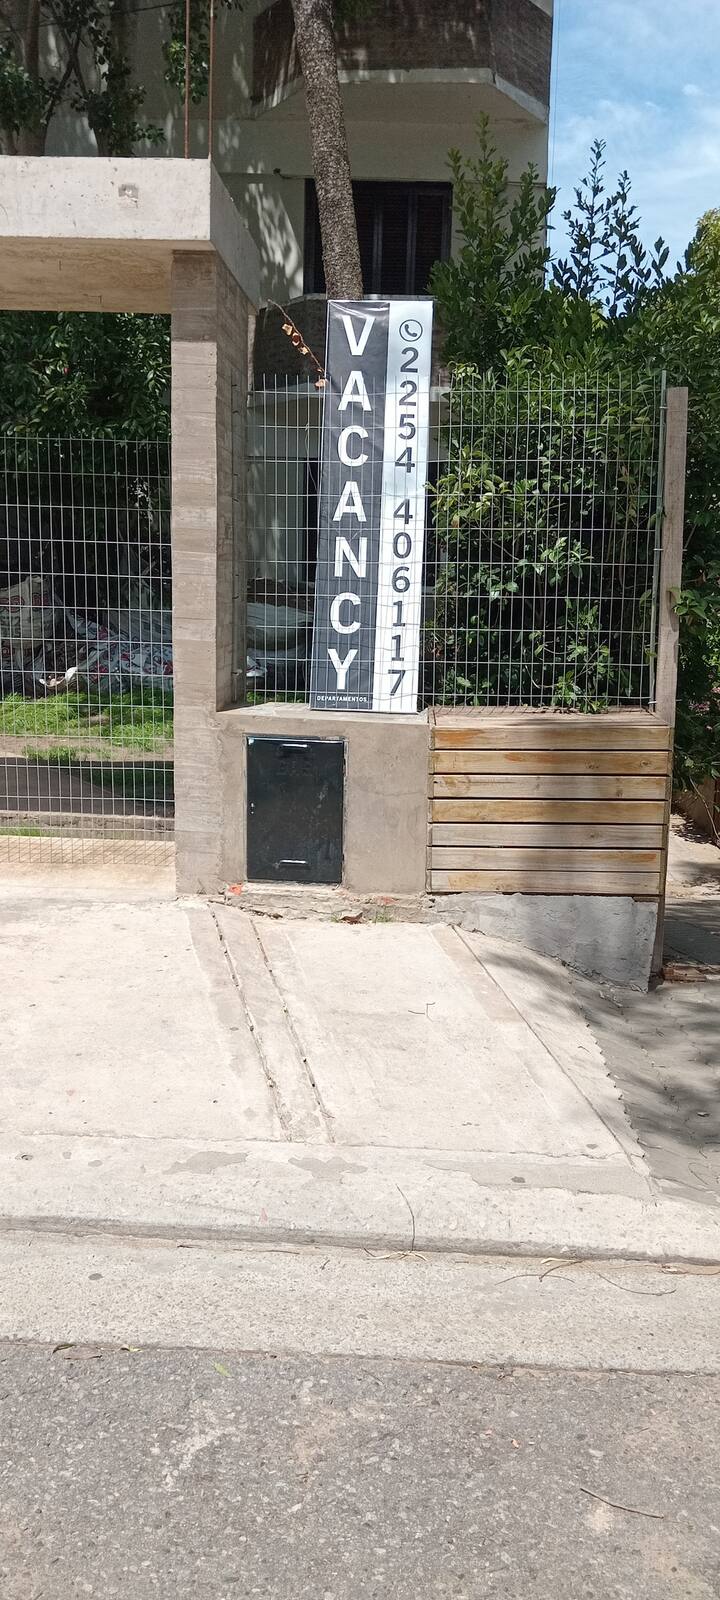 VACANCY
DEPARTAMENTOS
2254 406117